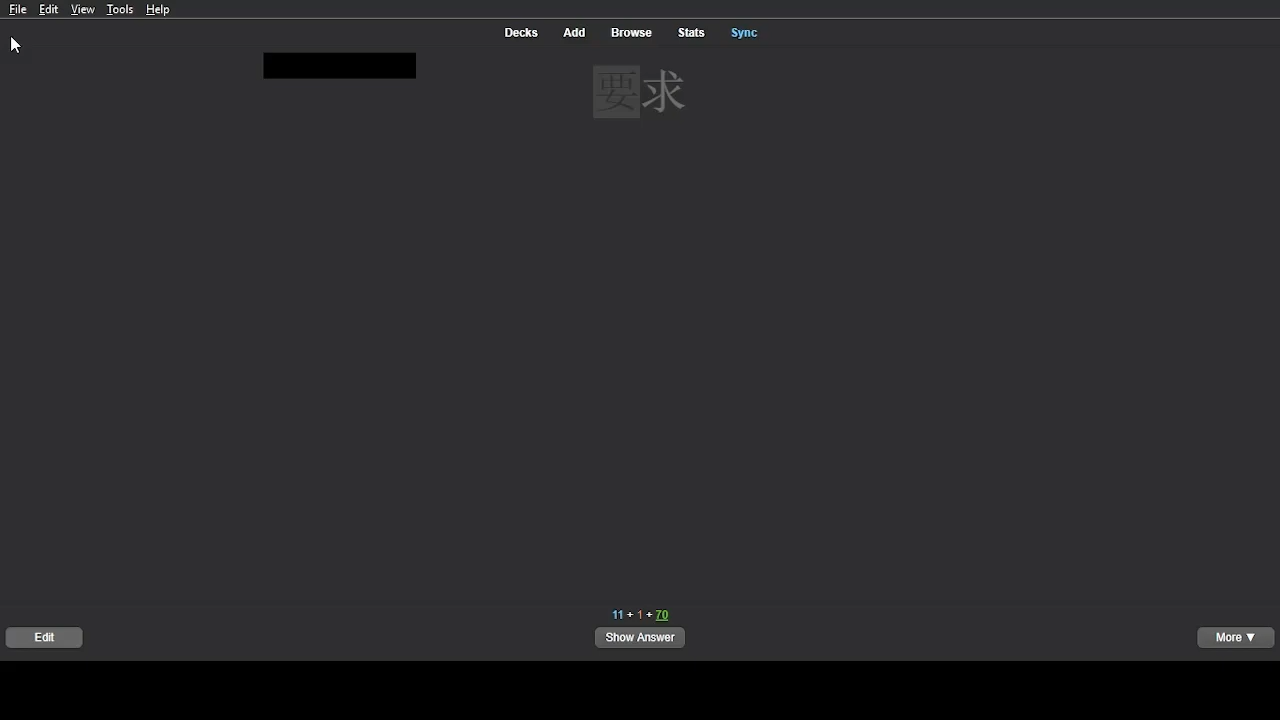 File Edit View Tools Help
Decks Add Browse Stats Sync
要求
11 + 1 + 70
Edit Show Answer More ▼